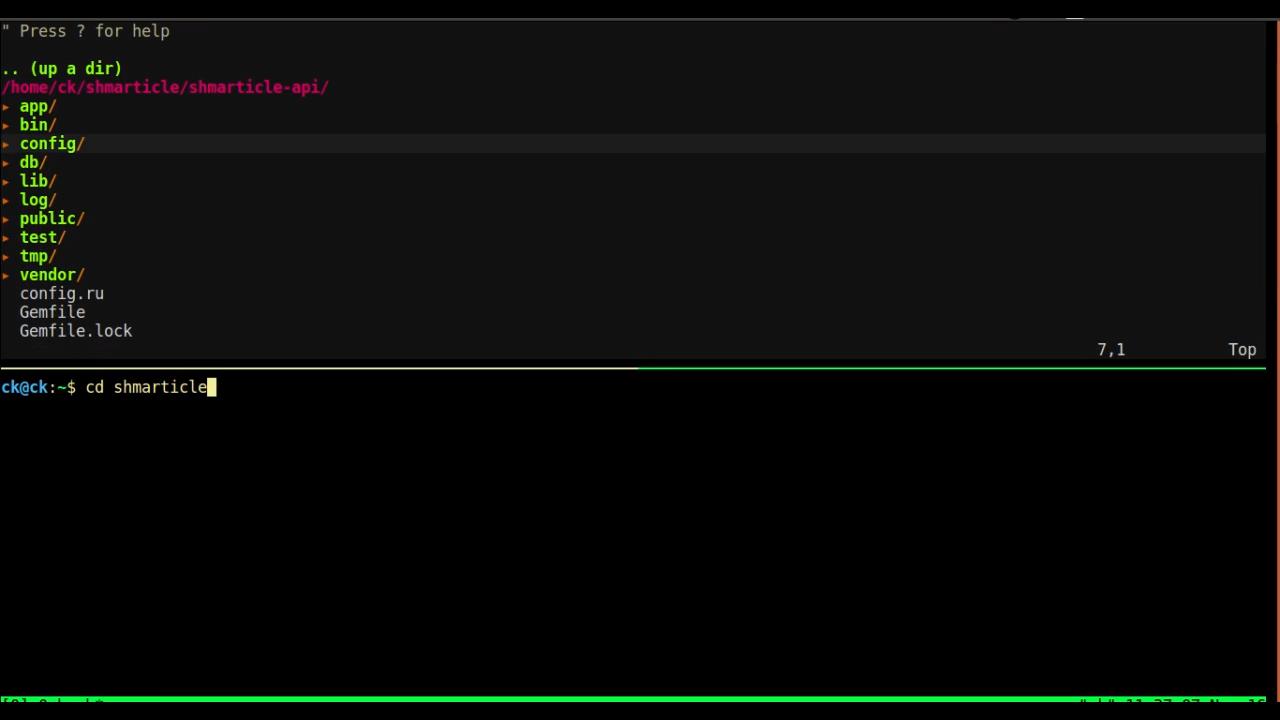 " Press ? for help
.. (up a dir)
/home/ck/shmarticle/shmarticle-api/
▸ app/
▸ bin/
▸ config/
▸ db/
▸ lib/
▸ log/
▸ public/
▸ test/
▸ tmp/
▸ vendor/
config.ru
Gemfile
Gemfile.lock
7,1 Top
ck@ck:~$ cd shmarticle